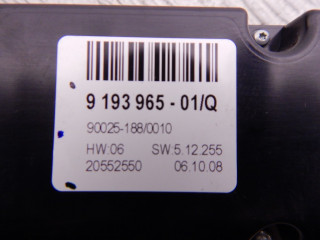 9 193 965 - 01/Q
90025-188/0010
HW:06 SW:5.12.255
20552550 06.10.08